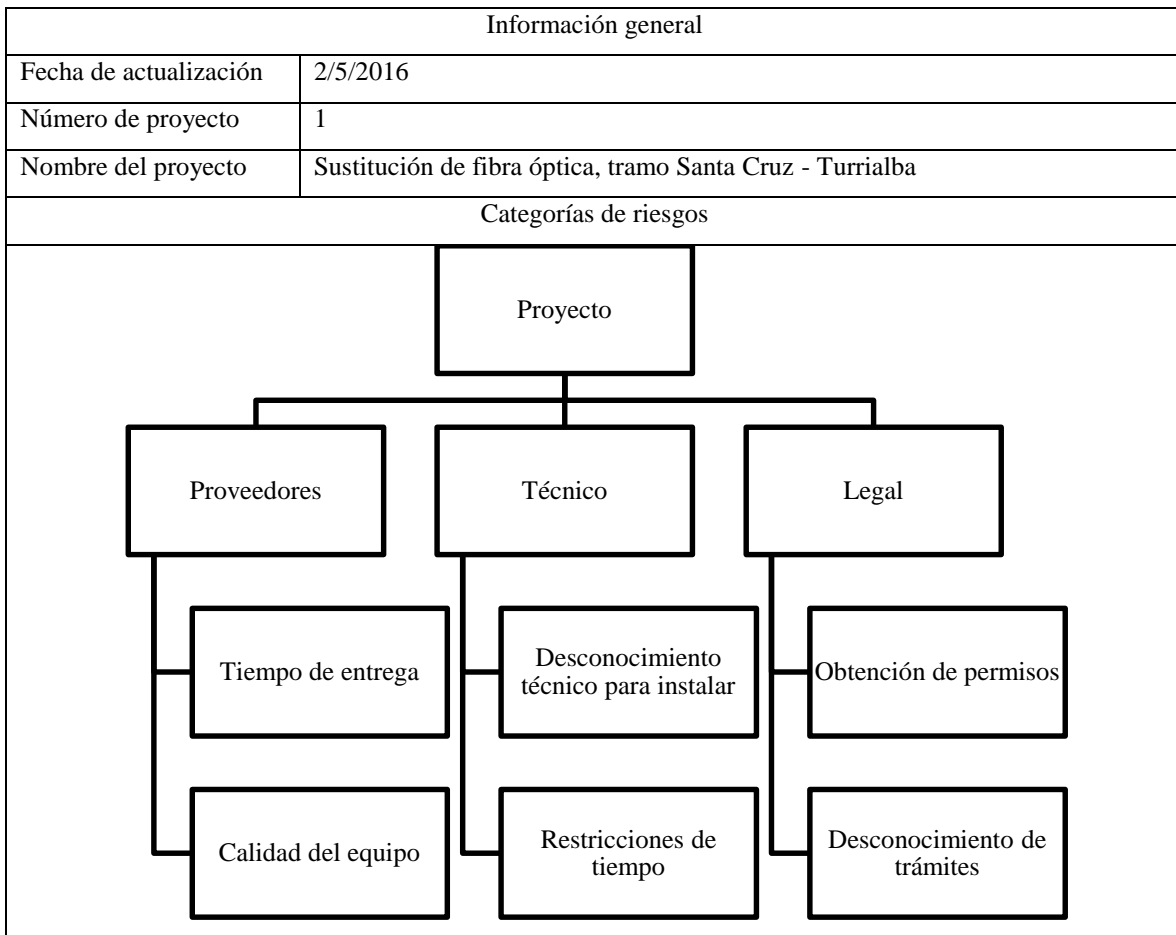 Información general
Fecha de actualización 2/5/2016
Número de proyecto 1
Nombre del proyecto Sustitución de fibra óptica, tramo Santa Cruz - Turrialba
Categorías de riesgos
Proyecto
Proveedores
Técnico
Legal
Tiempo de entrega
Desconocimiento
técnico para instalar
Obtención de permisos
Calidad del equipo
Restricciones de
tiempo
Desconocimiento de
trámites